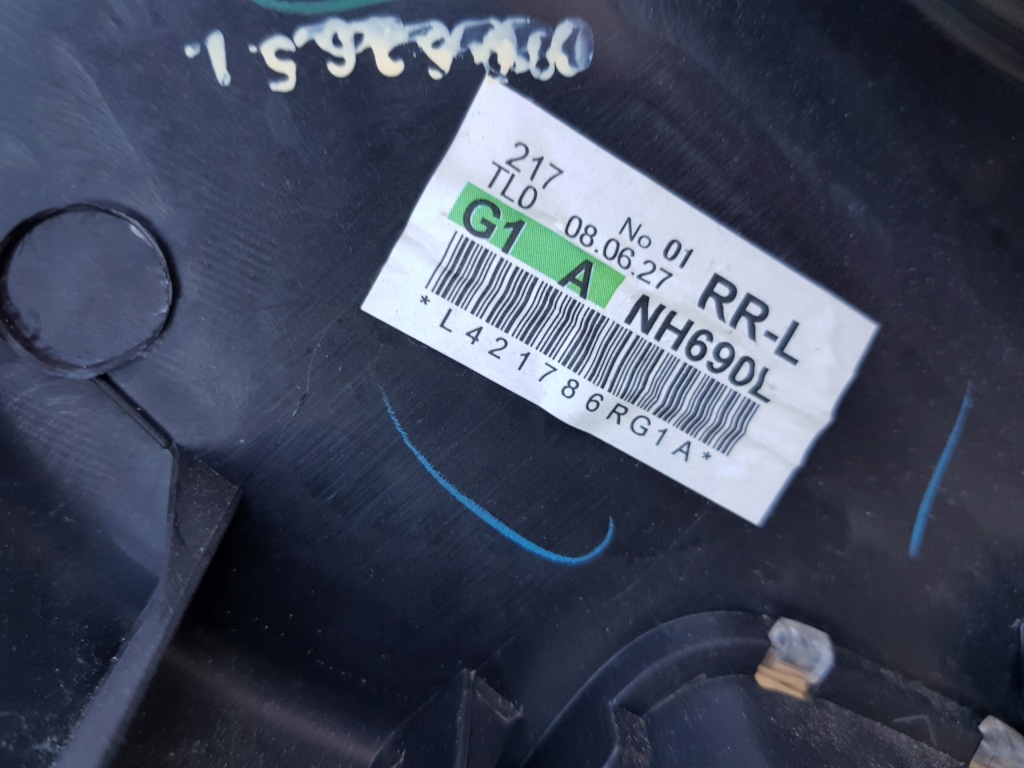 217
TL0 08.06.27 No 01
G1 A NH690L RR-L
*L421786RG1A*